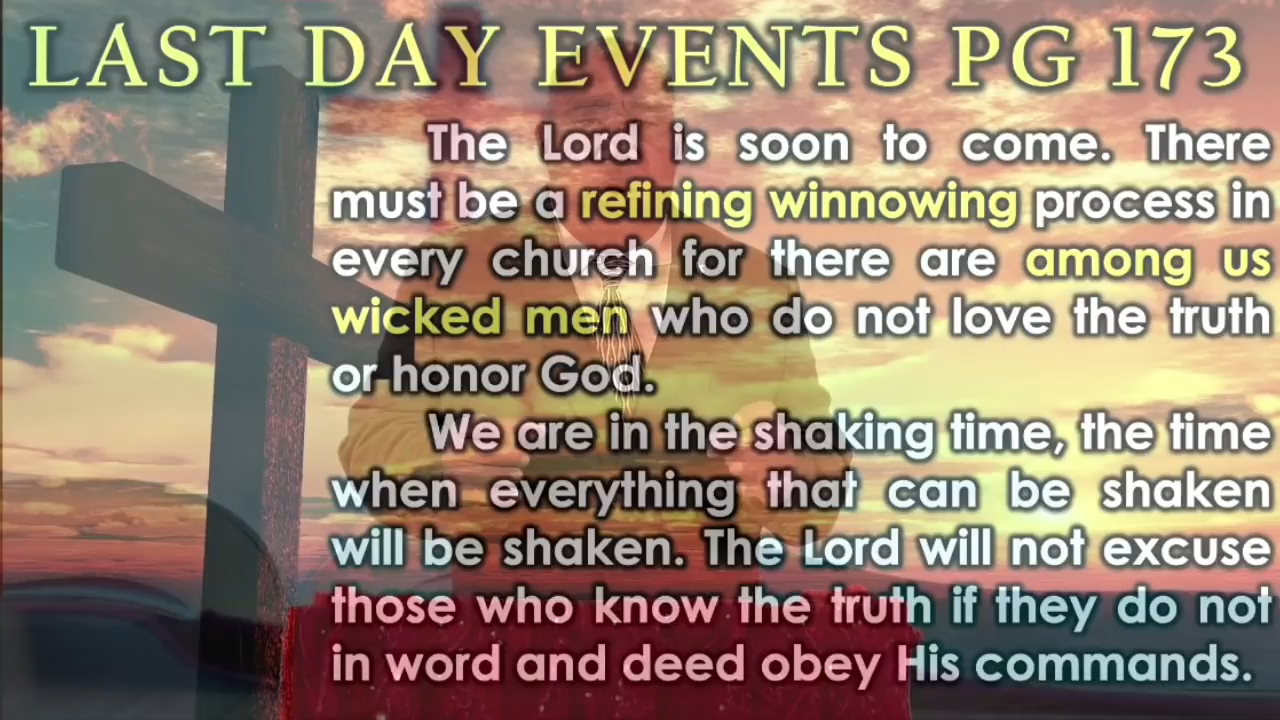 LAST DAY EVENTS PG 173
The Lord is soon to come. There
must be a refining winnowing process in
every church for there are among us
wicked men who do not love the truth
or honor God.
We are in the shaking time, the time
when everything that can be shaken
will be shaken. The Lord will not excuse
those who know the truth if they do not
in word and deed obey His commands.